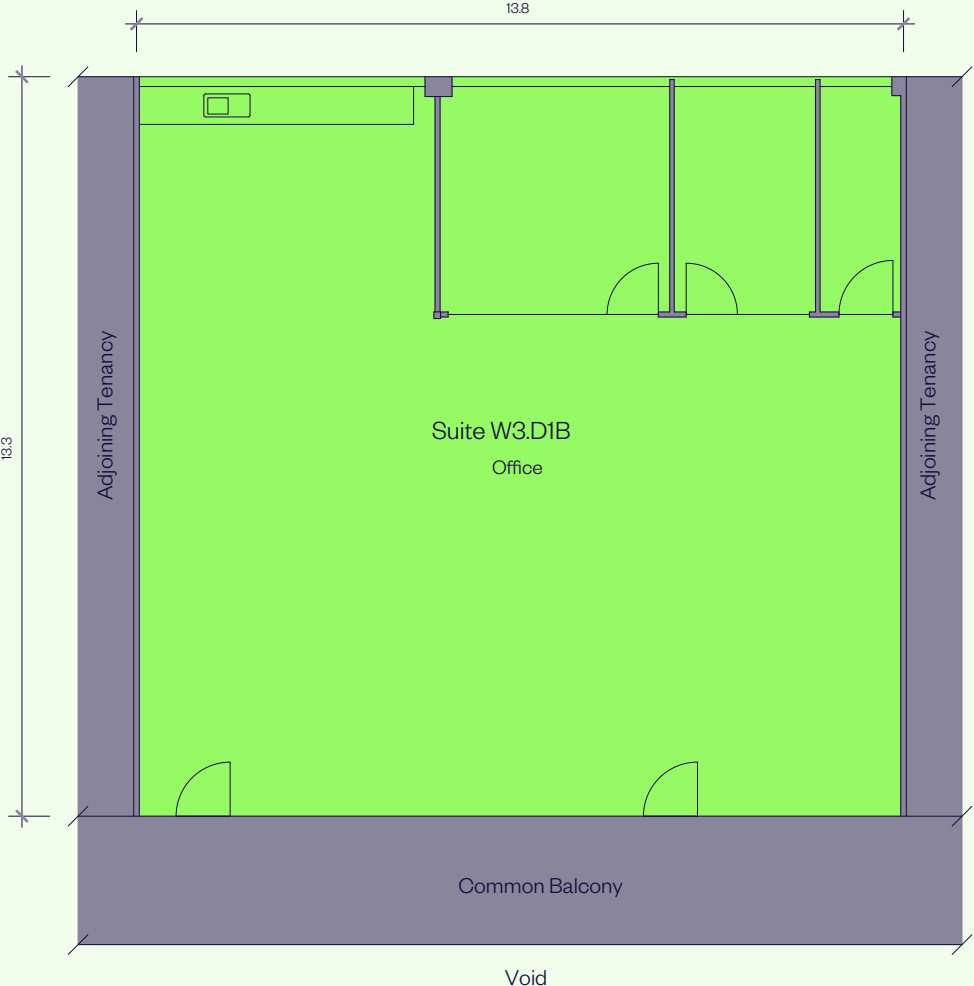 13.8
13.3
Adjoining Tenancy
Adjoining Tenancy
Suite W3.D1B
Office
Common Balcony
Void